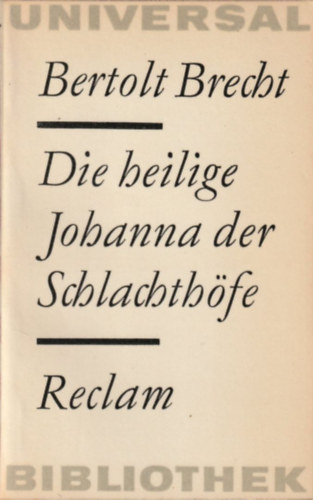 UNIVERSAL
Bertolt Brecht
Die heilige
Johanna der
Schlachthöfe
Reclam
BIBLIOTHEK